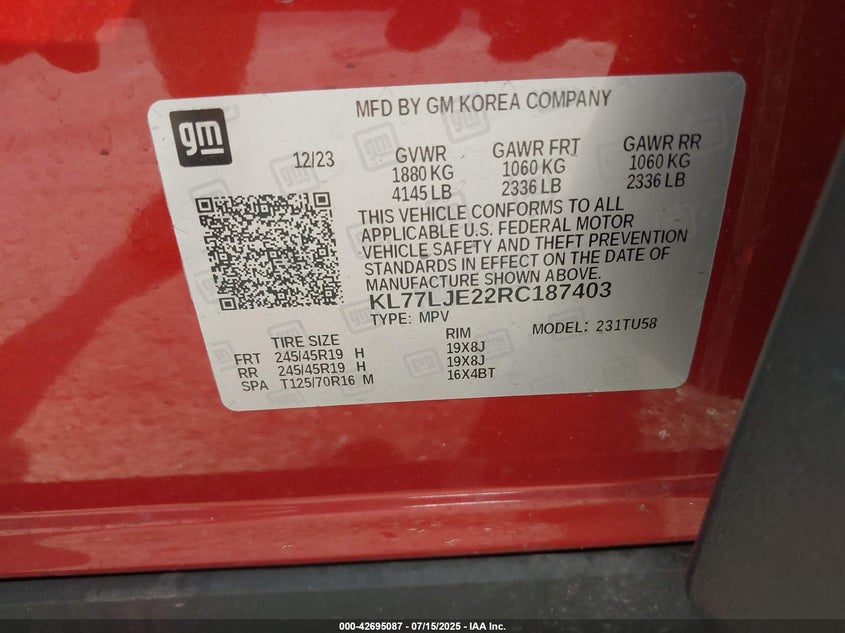 MFD BY GM KOREA COMPANY
gm
12/23
GVWR
1880 KG
4145 LB
GAWR FRT
1060 KG
2336 LB
GAWR RR
1060 KG
2336 LB
THIS VEHICLE CONFORMS TO ALL
APPLICABLE U.S. FEDERAL MOTOR
VEHICLE SAFETY AND THEFT PREVENTION
STANDARDS IN EFFECT ON THE DATE OF
MANUFACTURE SHOWN ABOVE.
KL77LJE22RC187403
TYPE: MPV
MODEL: 231TU58
TIRE SIZE
RIM
FRT 245/45R19 H 19X8J
RR 245/45R19 H 19X8J
SPA T125/70R16 M 16X4BT
000-42695087 - 07/15/2025 - IAA Inc.